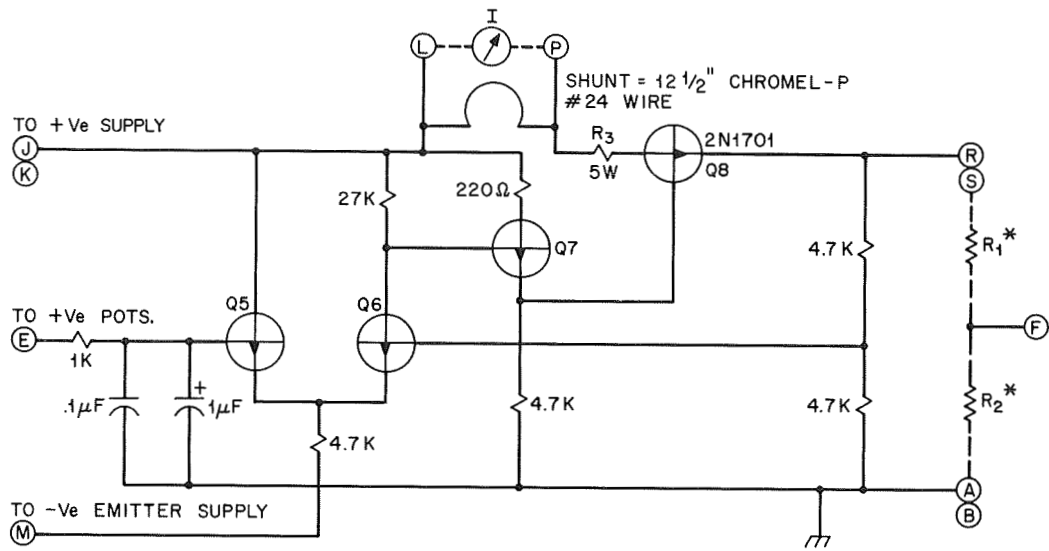 I
L
P
SHUNT = 12 1/2" CHROMEL-P
#24 WIRE
TO +Ve SUPPLY
J
K
R3
5W
2N1701
Q8
R
S
27K
220Ω
Q7
4.7K
R1*
F
Q5
Q6
TO +Ve POTS.
E
1K
.1μF
+
1μF
4.7K
4.7K
4.7K
R2*
A
B
TO -Ve EMITTER SUPPLY
M